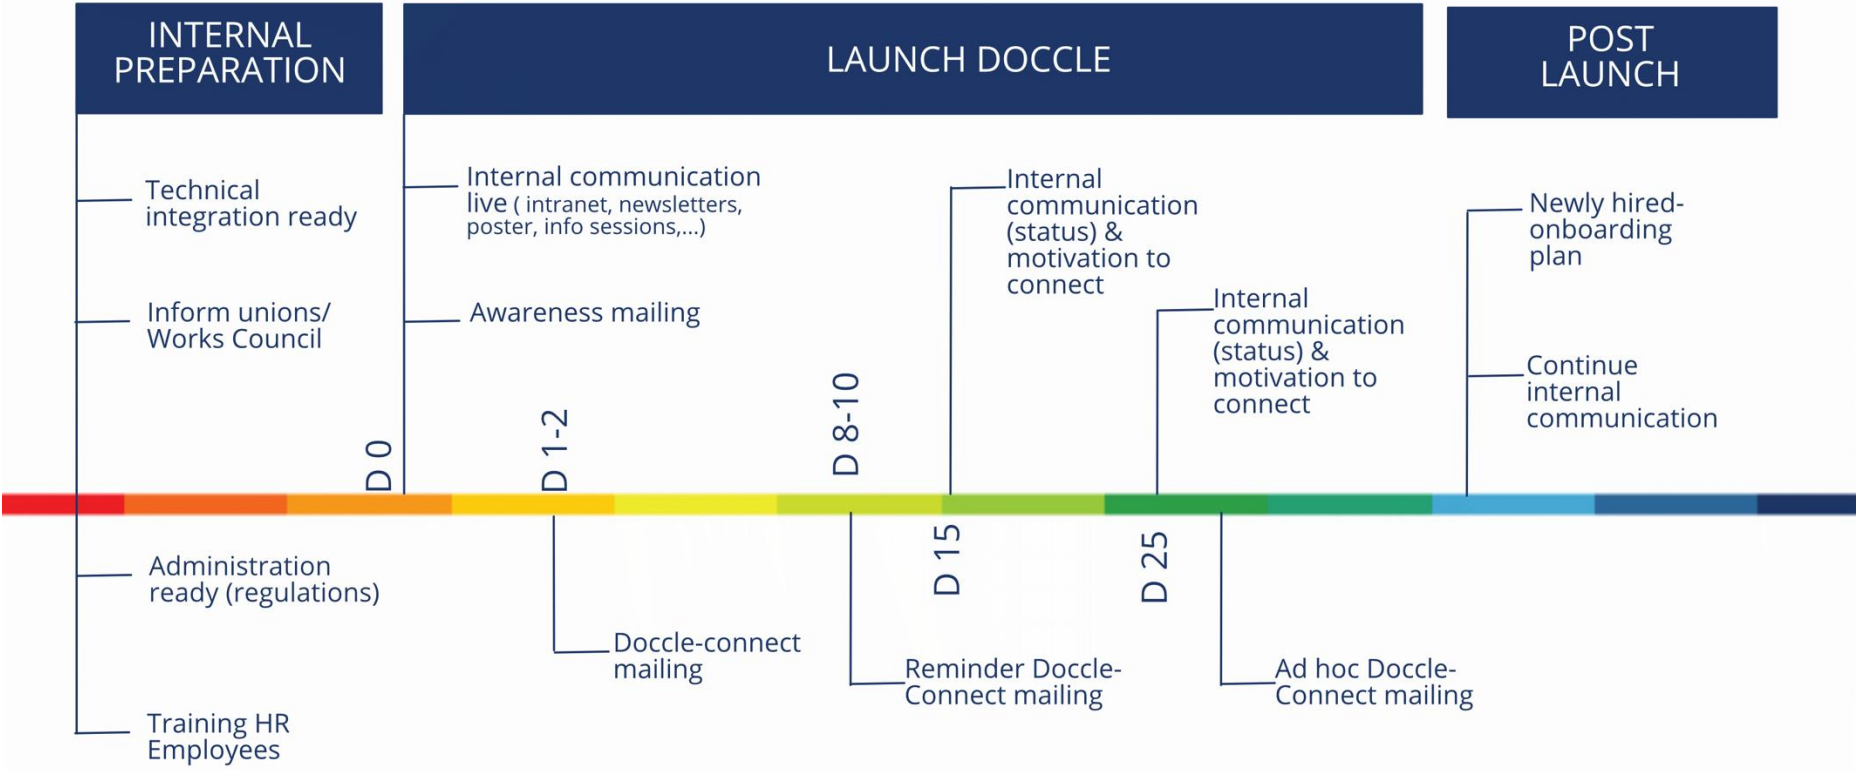 INTERNAL
PREPARATION
LAUNCH DOCCLE
POST
LAUNCH
Technical
integration ready
Inform unions/
Works Council
Administration
ready (regulations)
Training HR
Employees
D 0
Internal communication
live ( intranet, newsletters,
poster, info sessions,...)
Awareness mailing
D 1-2
Doccle-connect
mailing
D 8-10
Reminder Doccle-
Connect mailing
D 15
Internal
communication
(status) &
motivation to
connect
D 25
Internal
communication
(status) &
motivation to
connect
Ad hoc Doccle-
Connect mailing
Newly hired-
onboarding
plan
Continue
internal
communication